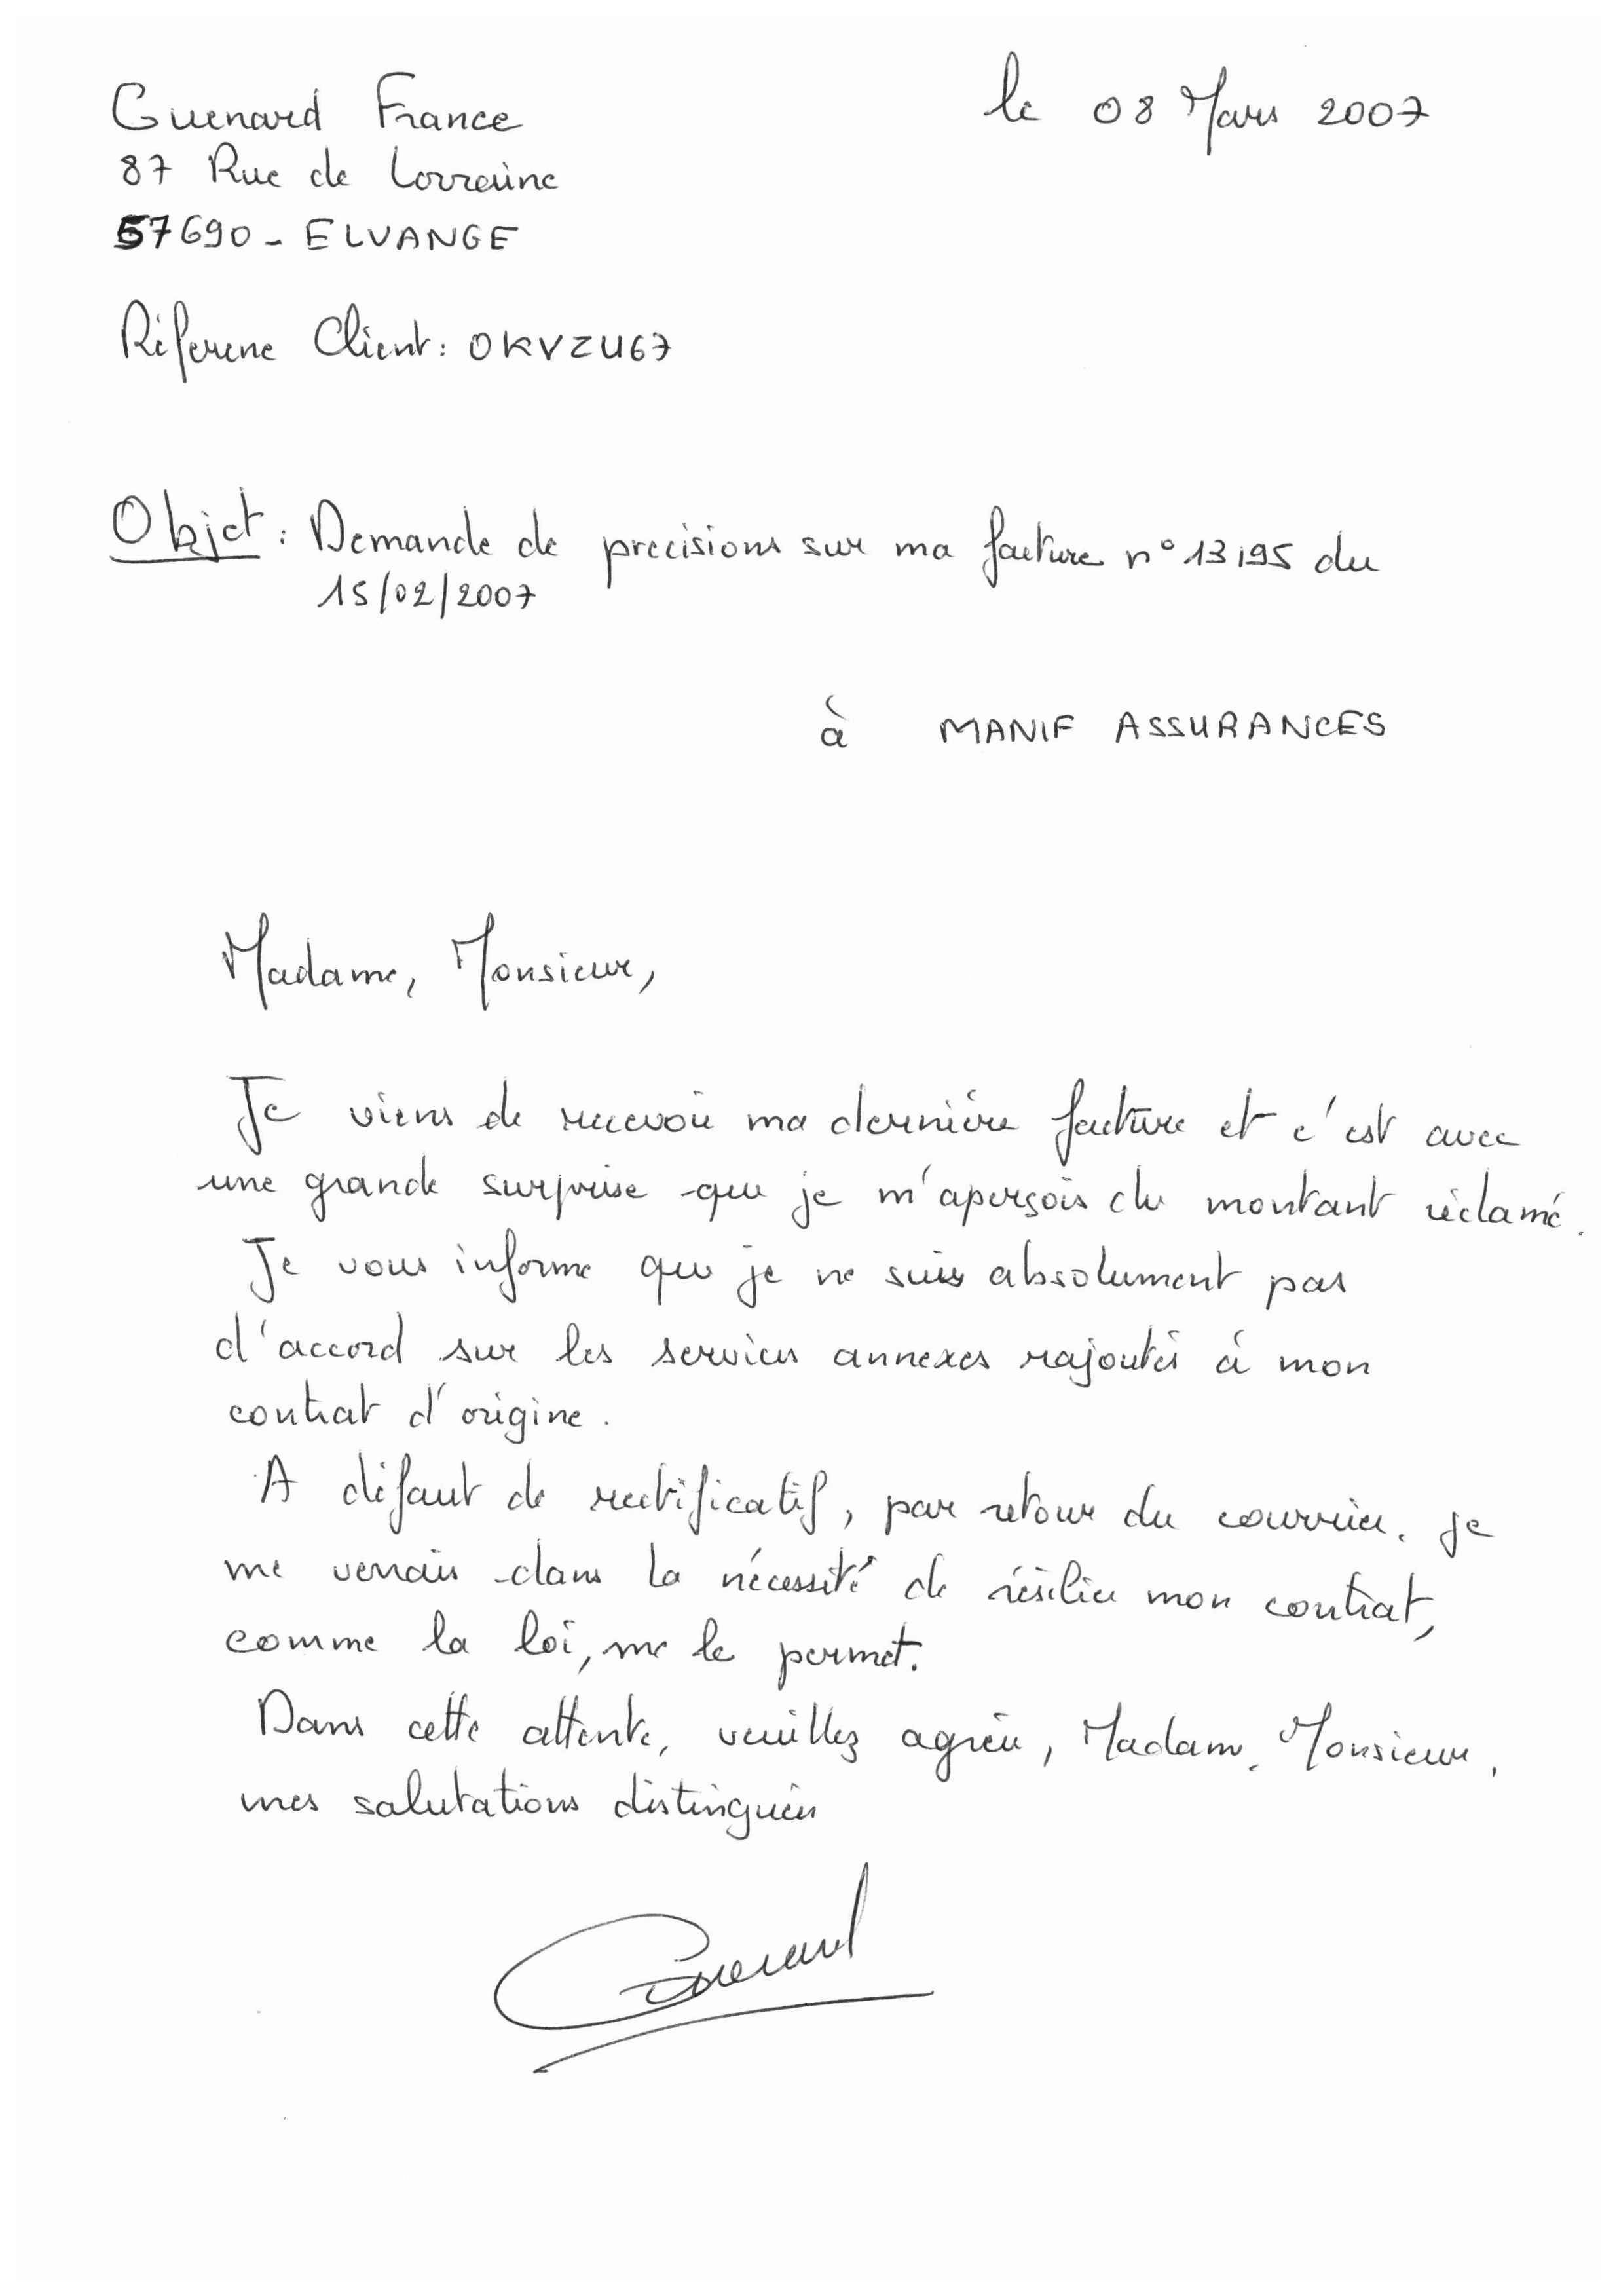 Guenard France
le 08 Mars 2007
87 Rue de Lorraine
57690 - ELVANGE
Réference Client : OKVZU67
Objet : Demande de precisions sur ma facture n° 13195 du
15/02/2007
à MANIF ASSURANCES
Madame, Monsieur,
Je viens de recevoir ma dernière facture et c'est avec
une grande surprise que je m'aperçois du montant réclamé.
Je vous informe que je ne suis absolument pas
d'accord sur les services annexes rajoutés à mon
contrat d'origine.
A défaut de rectificatif, par retour du courrier. je
me verrais dans la nécessité de résilier mon contrat,
comme la loi, me le permet.
Dans cette attente, veuillez agréer, Madame, Monsieur,
mes salutations distinguées
Guenard